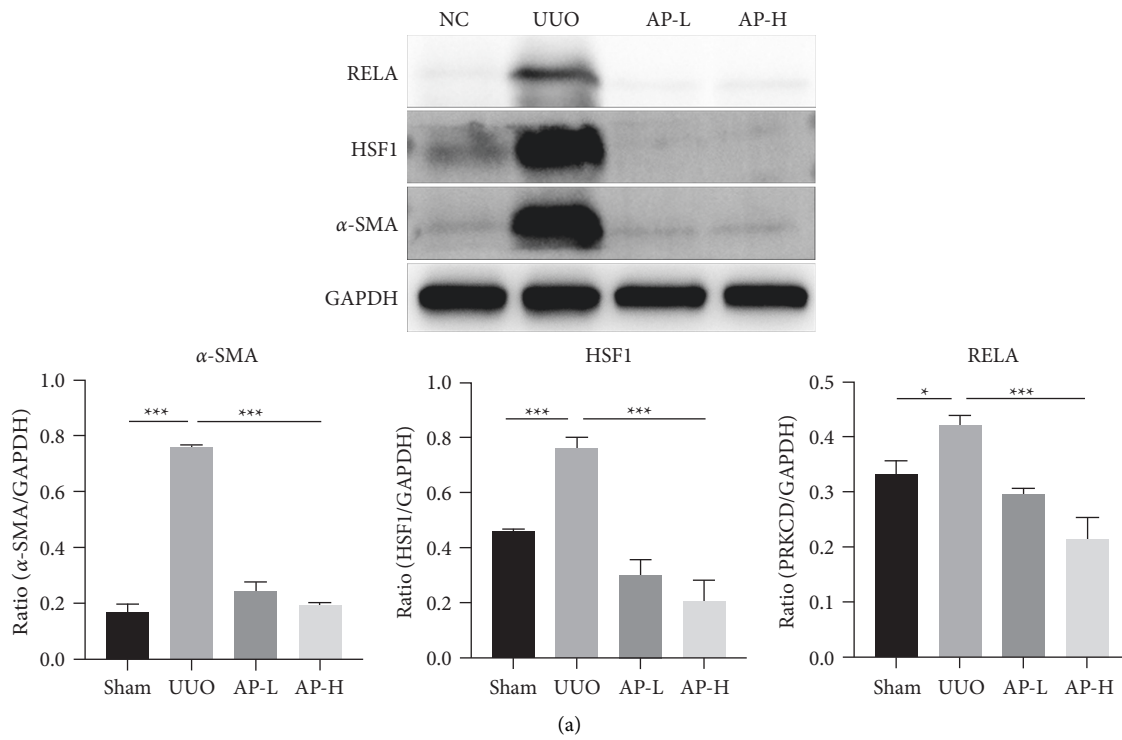 NC UUO AP-L AP-H
RELA
HSF1
α-SMA
GAPDH
α-SMA
Ratio (α-SMA/GAPDH)
1.0
0.8
0.6
0.4
0.2
0.0
*** ***
Sham UUO AP-L AP-H
HSF1
Ratio (HSF1/GAPDH)
1.0
0.8
0.6
0.4
0.2
0.0
*** ***
Sham UUO AP-L AP-H
RELA
Ratio (PRKCD/GAPDH)
0.5
0.4
0.3
0.2
0.1
0.0
* ***
Sham UUO AP-L AP-H
(a)